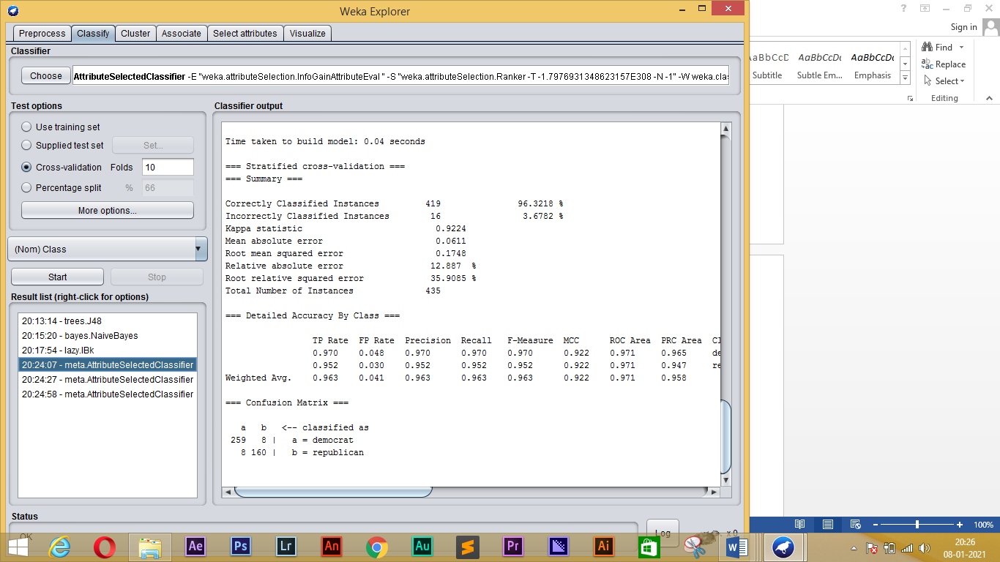 Weka Explorer
Preprocess Classify Cluster Associate Select attributes Visualize
Classifier
Choose AttributeSelectedClassifier -E "weka.attributeSelection.InfoGainAttributeEval " -S "weka.attributeSelection.Ranker -T -1.7976931348623157E308 -N -1" -W weka.clas
Test options
Use training set
Supplied test set Set...
Cross-validation Folds 10
Percentage split % 66
More options...
(Nom) Class
Start Stop
Result list (right-click for options)
20:13:14 - trees.J48
20:15:20 - bayes.NaiveBayes
20:17:54 - lazy.IBk
20:24:07 - meta.AttributeSelectedClassifier
20:24:27 - meta.AttributeSelectedClassifier
20:24:58 - meta.AttributeSelectedClassifier
Classifier output
Time taken to build model: 0.04 seconds
=== Stratified cross-validation ===
=== Summary ===
Correctly Classified Instances 419 96.3218 %
Incorrectly Classified Instances 16 3.6782 %
Kappa statistic 0.9224
Mean absolute error 0.0611
Root mean squared error 0.1748
Relative absolute error 12.887 %
Root relative squared error 35.9085 %
Total Number of Instances 435
=== Detailed Accuracy By Class ===
TP Rate FP Rate Precision Recall F-Measure MCC ROC Area PRC Area Cl
0.970 0.048 0.970 0.970 0.970 0.922 0.971 0.965 de
0.952 0.030 0.952 0.952 0.952 0.922 0.971 0.947 re
Weighted Avg. 0.963 0.041 0.963 0.963 0.963 0.922 0.971 0.958
=== Confusion Matrix ===
a b <-- classified as
259 8 | a = democrat
8 160 | b = republican
Status
OK
Log x 0
? Sign in
AaBbCcD AaBbCcDc AaBbCcDc
Subtitle Subtle Em... Emphasis
Find
Replace
Select
Editing
100%
Ae Ps Lr An Au Pr Ai W
20:26
08-01-2021